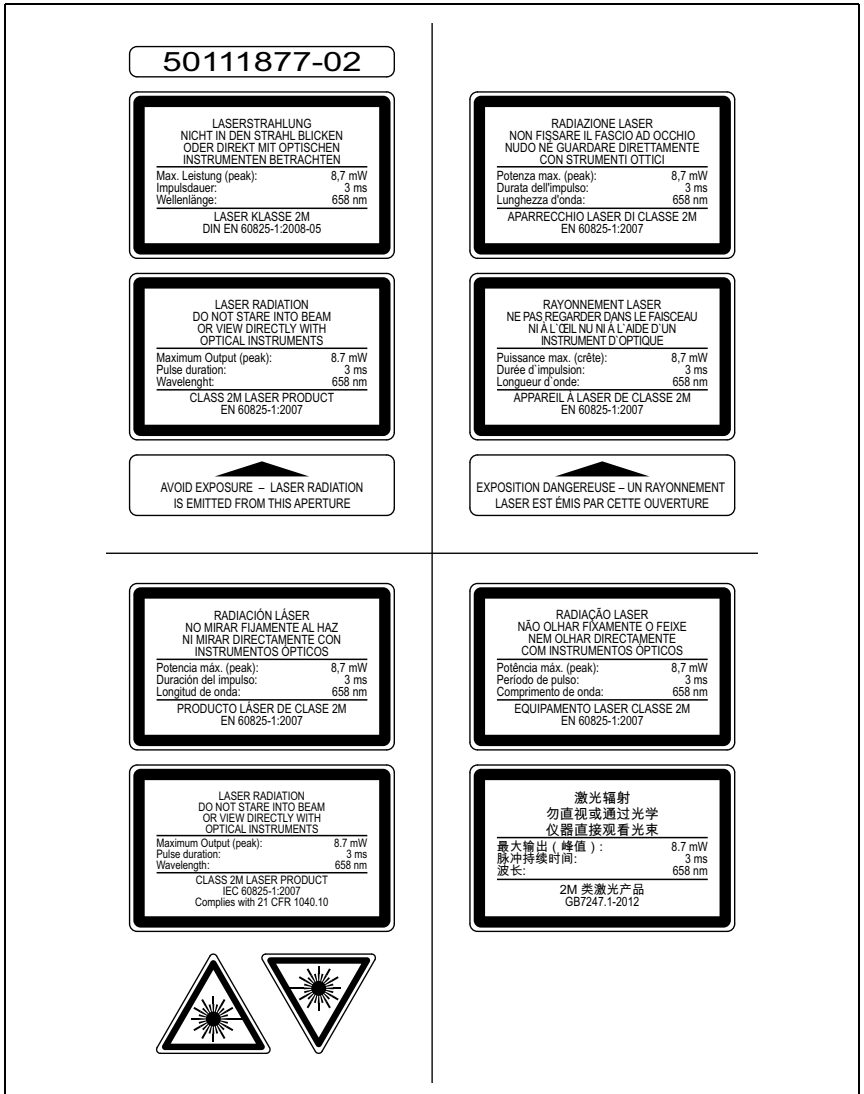 50111877-02
LASERSTRAHLUNG
NICHT IN DEN STRAHL BLICKEN
ODER DIREKT MIT OPTISCHEN
INSTRUMENTEN BETRACHTEN
Max. Leistung (peak): 8,7 mW
Impulsdauer: 3 ms
Wellenlänge: 658 nm
LASER KLASSE 2M
DIN EN 60825-1:2008-05
LASER RADIATION
DO NOT STARE INTO BEAM
OR VIEW DIRECTLY WITH
OPTICAL INSTRUMENTS
Maximum Output (peak): 8.7 mW
Pulse duration: 3 ms
Wavelenght: 658 nm
CLASS 2M LASER PRODUCT
EN 60825-1:2007
AVOID EXPOSURE – LASER RADIATION
IS EMITTED FROM THIS APERTURE
RADIAZIONE LASER
NON FISSARE IL FASCIO AD OCCHIO
NUDO NÈ GUARDARE DIRETTAMENTE
CON STRUMENTI OTTICI
Potenza max. (peak): 8,7 mW
Durata dell'impulso: 3 ms
Lunghezza d'onda: 658 nm
APARRECCHIO LASER DI CLASSE 2M
EN 60825-1:2007
RAYONNEMENT LASER
NE PAS REGARDER DANS LE FAISCEAU
NI À L`ŒIL NU NI À L`AIDE D`UN
INSTRUMENT D`OPTIQUE
Puissance max. (crête): 8,7 mW
Durée d`impulsion: 3 ms
Longueur d`onde: 658 nm
APPAREIL À LASER DE CLASSE 2M
EN 60825-1:2007
EXPOSITION DANGEREUSE – UN RAYONNEMENT
LASER EST ÉMIS PAR CETTE OUVERTURE
RADIACIÓN LÁSER
NO MIRAR FIJAMENTE AL HAZ
NI MIRAR DIRECTAMENTE CON
INSTRUMENTOS ÓPTICOS
Potencia máx. (peak): 8,7 mW
Duración del impulso: 3 ms
Longitud de onda: 658 nm
PRODUCTO LÁSER DE CLASE 2M
EN 60825-1:2007
LASER RADIATION
DO NOT STARE INTO BEAM
OR VIEW DIRECTLY WITH
OPTICAL INSTRUMENTS
Maximum Output (peak): 8.7 mW
Pulse duration: 3 ms
Wavelength: 658 nm
CLASS 2M LASER PRODUCT
IEC 60825-1:2007
Complies with 21 CFR 1040.10
RADIAÇÃO LASER
NÃO OLHAR FIXAMENTE O FEIXE
NEM OLHAR DIRECTAMENTE
COM INSTRUMENTOS ÓPTICOS
Potência máx. (peak): 8,7 mW
Período de pulso: 3 ms
Comprimento de onda: 658 nm
EQUIPAMENTO LASER CLASSE 2M
EN 60825-1:2007
激光辐射
勿直视或通过光学
仪器直接观看光束
最大输出（峰值）: 8.7 mW
脉冲持续时间: 3 ms
波长: 658 nm
2M 类激光产品
GB7247.1-2012